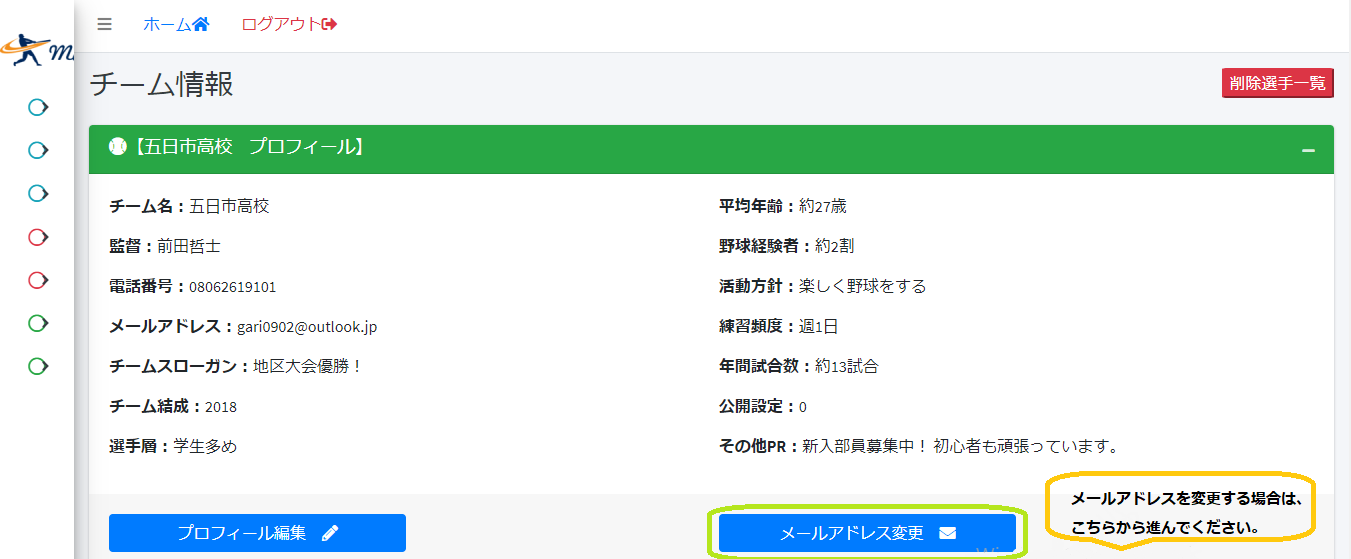 ホーム
ログアウト
チーム情報
削除選手一覧
【五日市高校　プロフィール】
チーム名：五日市高校
監督：前田哲士
電話番号：08062619101
メールアドレス：gari0902@outlook.jp
チームスローガン：地区大会優勝！
チーム結成：2018
選手層：学生多め
平均年齢：約27歳
野球経験者：約2割
活動方針：楽しく野球をする
練習頻度：週1日
年間試合数：約13試合
公開設定：0
その他PR：新入部員募集中！ 初心者も頑張っています。
プロフィール編集
メールアドレス変更
メールアドレスを変更する場合は、
こちらから進んでください。